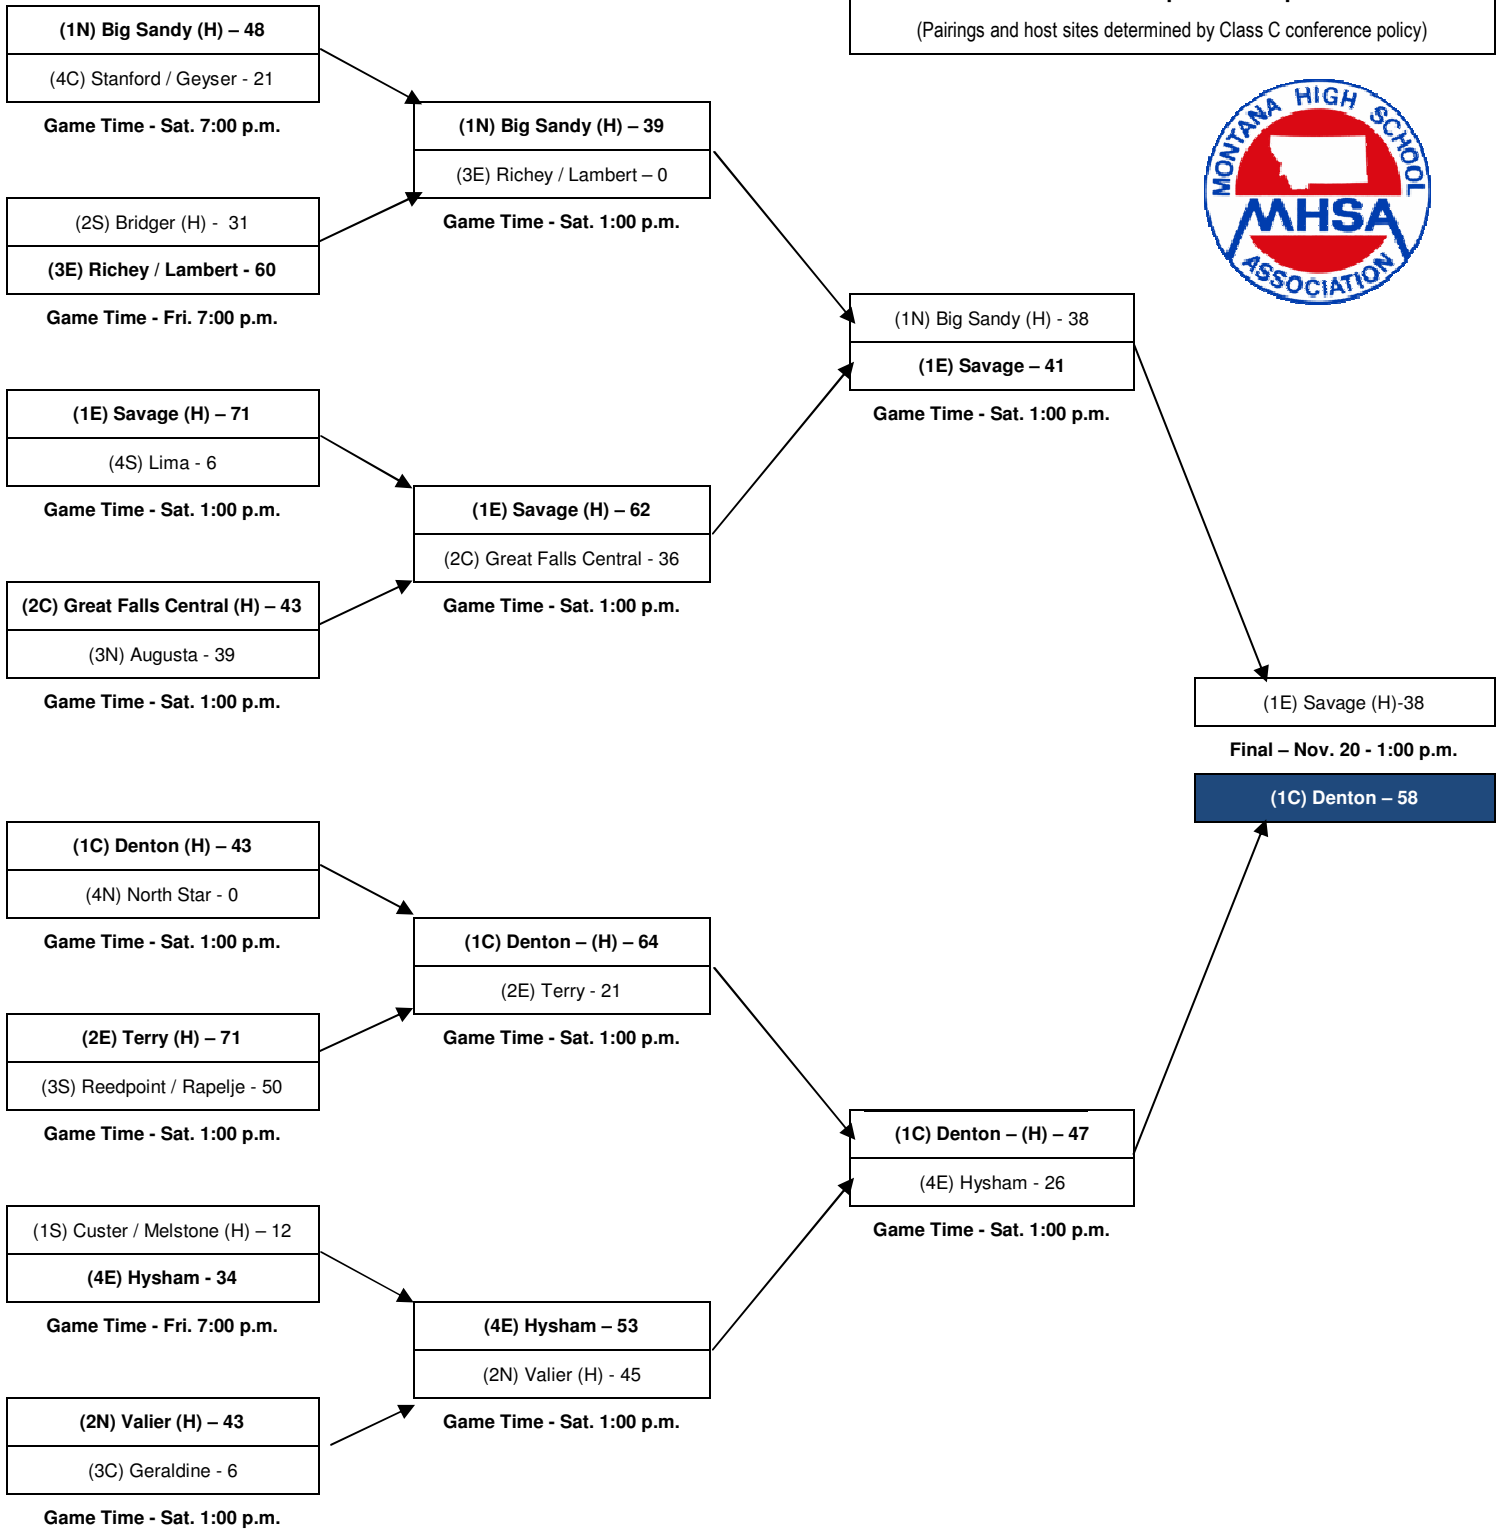 (Pairings and host sites determined by Class C conference policy)
MONTANA HIGH SCHOOL
MHSA
ASSOCIATION
(1N) Big Sandy (H) – 48
(4C) Stanford / Geyser - 21
Game Time - Sat. 7:00 p.m.
(2S) Bridger (H) - 31
(3E) Richey / Lambert - 60
Game Time - Fri. 7:00 p.m.
(1E) Savage (H) – 71
(4S) Lima - 6
Game Time - Sat. 1:00 p.m.
(2C) Great Falls Central (H) – 43
(3N) Augusta - 39
Game Time - Sat. 1:00 p.m.
(1C) Denton (H) – 43
(4N) North Star - 0
Game Time - Sat. 1:00 p.m.
(2E) Terry (H) – 71
(3S) Reedpoint / Rapelje - 50
Game Time - Sat. 1:00 p.m.
(1S) Custer / Melstone (H) – 12
(4E) Hysham - 34
Game Time - Fri. 7:00 p.m.
(2N) Valier (H) – 43
(3C) Geraldine - 6
Game Time - Sat. 1:00 p.m.
(1N) Big Sandy (H) – 39
(3E) Richey / Lambert – 0
Game Time - Sat. 1:00 p.m.
(1E) Savage (H) – 62
(2C) Great Falls Central - 36
Game Time - Sat. 1:00 p.m.
(1C) Denton – (H) – 64
(2E) Terry - 21
Game Time - Sat. 1:00 p.m.
(4E) Hysham – 53
(2N) Valier (H) - 45
Game Time - Sat. 1:00 p.m.
(1N) Big Sandy (H) - 38
(1E) Savage – 41
Game Time - Sat. 1:00 p.m.
(1C) Denton – (H) – 47
(4E) Hysham - 26
Game Time - Sat. 1:00 p.m.
(1E) Savage (H)-38
Final – Nov. 20 - 1:00 p.m.
(1C) Denton – 58